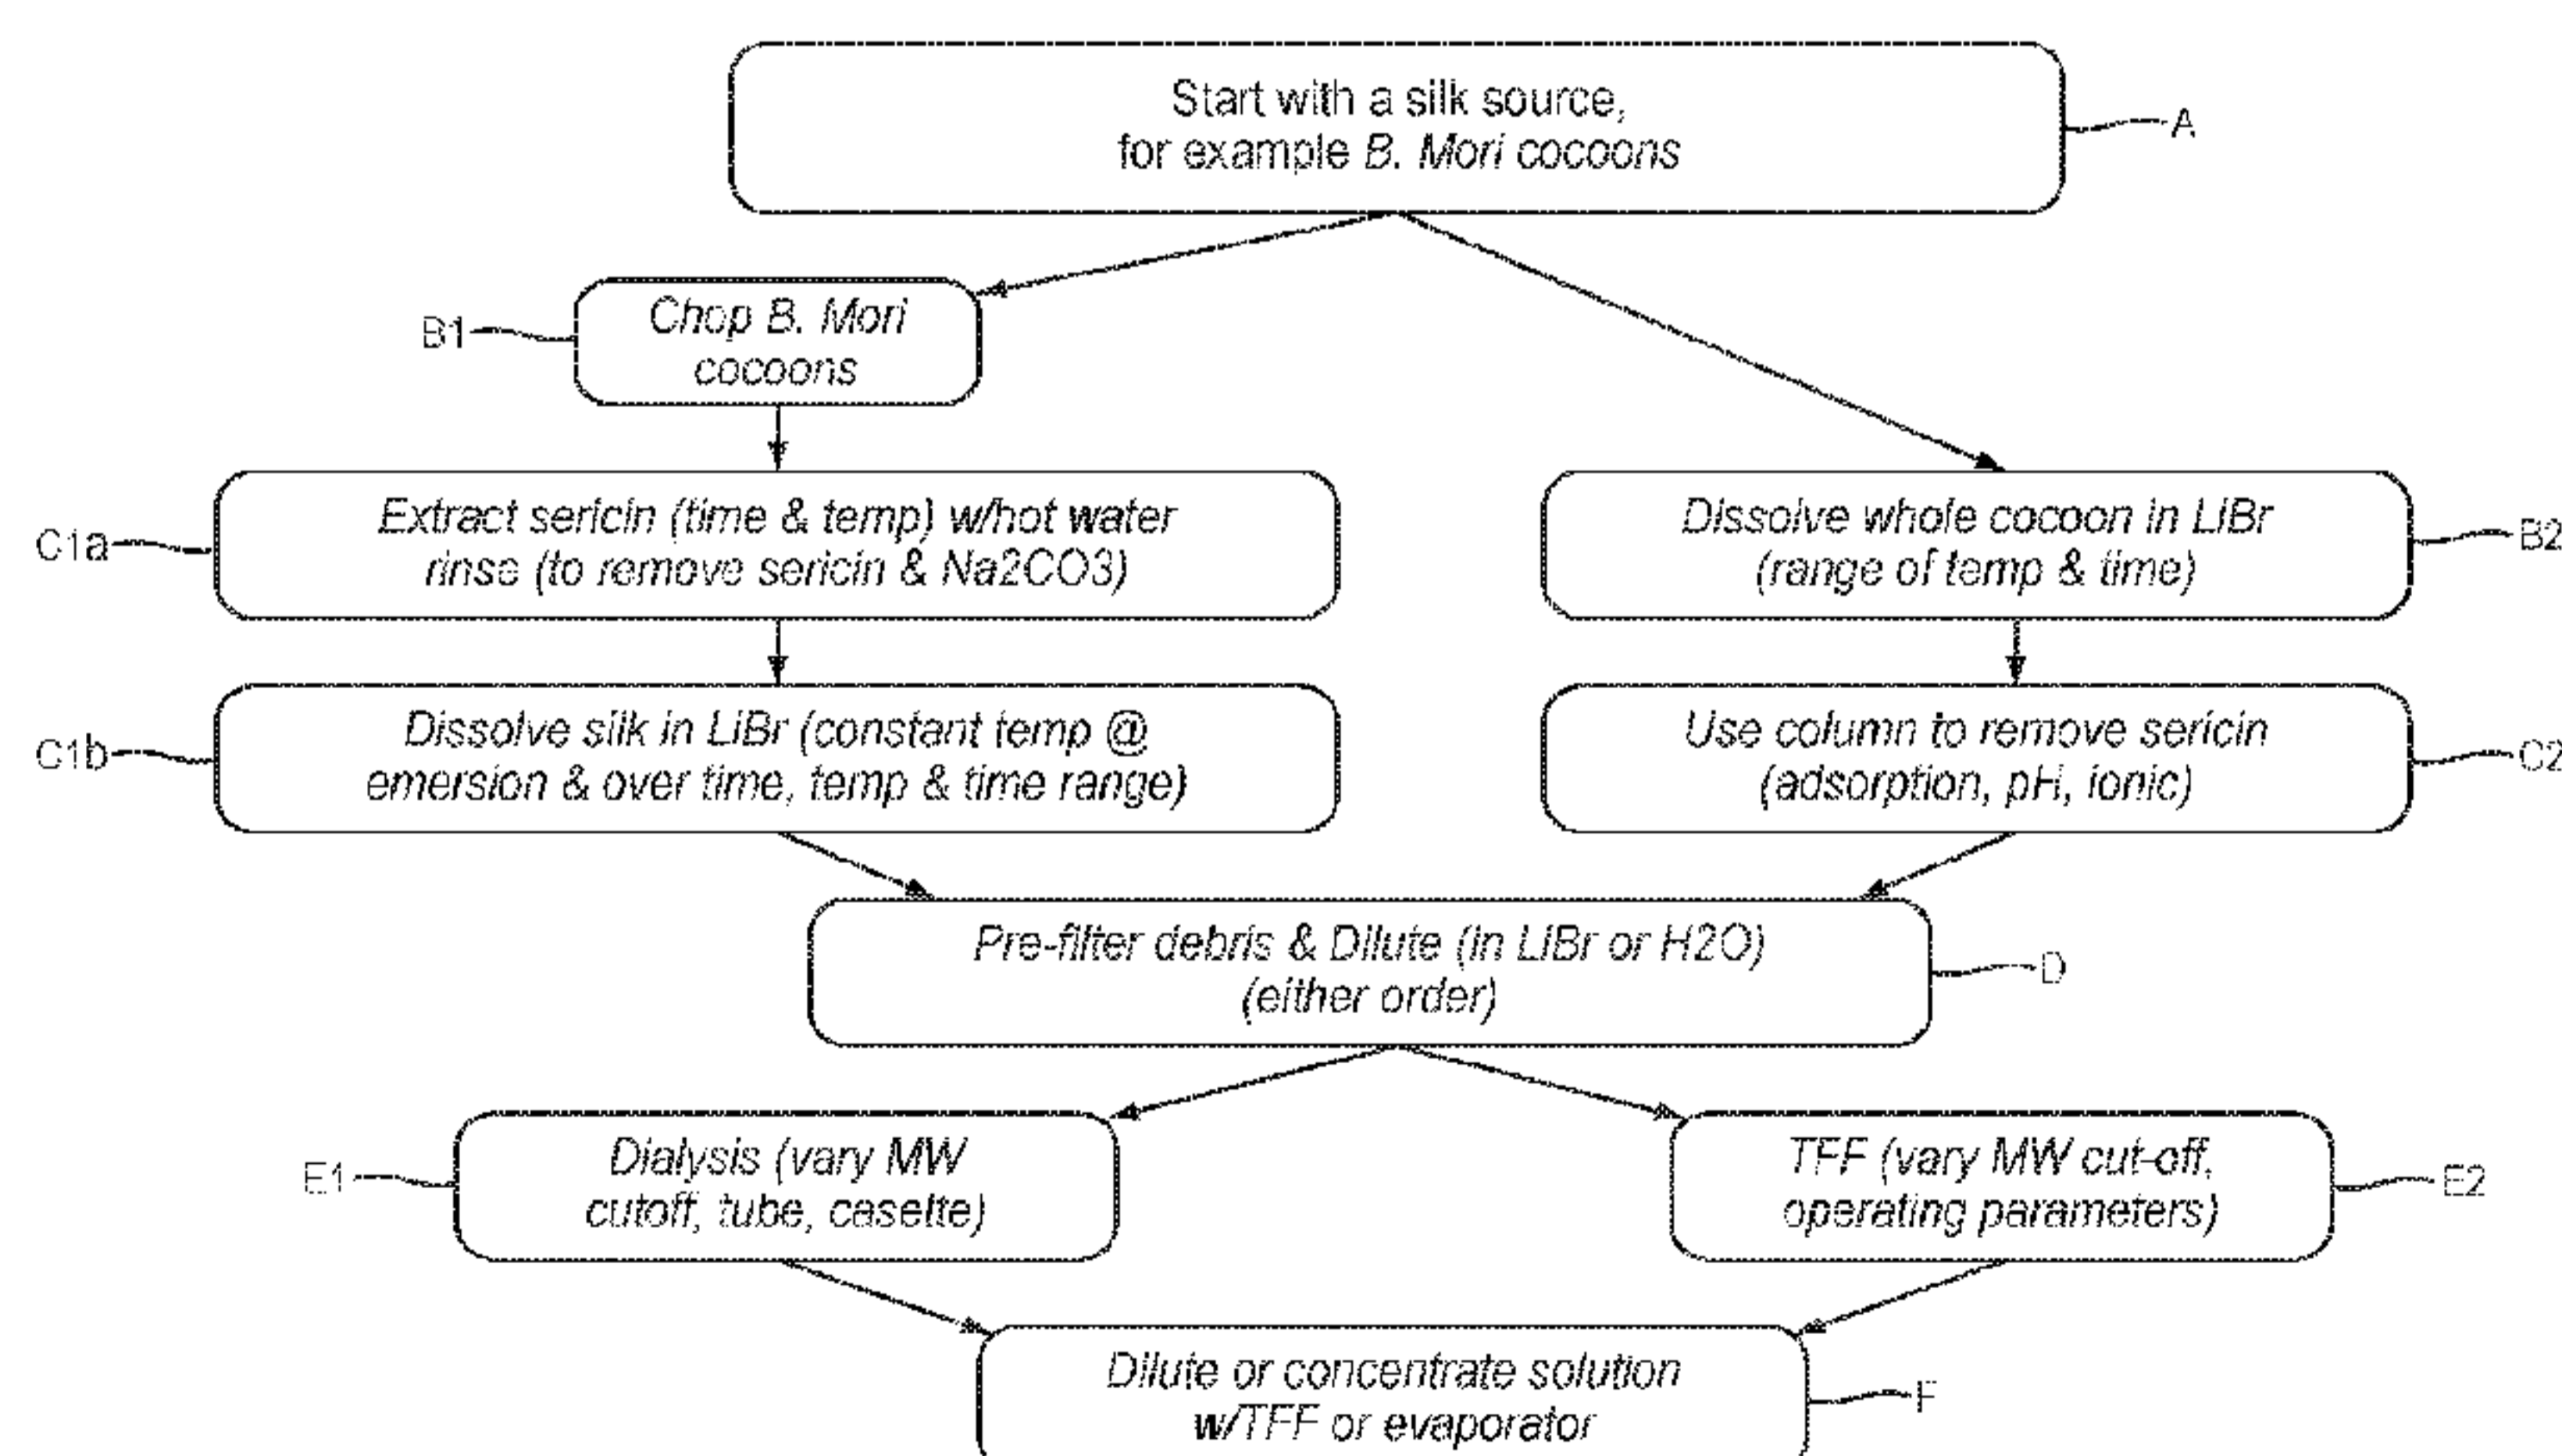 Start with a silk source,
for example B. Mori cocoons
A
Chop B. Mori
cocoons
B1
Extract sericin (time & temp) w/hot water
rinse (to remove sericin & Na2CO3)
C1a
Dissolve whole cocoon in LiBr
(range of temp & time)
B2
Dissolve silk in LiBr (constant temp @
emersion & over time, temp & time range)
C1b
Use column to remove sericin
(adsorption, pH, ionic)
C2
Pre-filter debris & Dilute (in LiBr or H2O)
(either order)
D
Dialysis (vary MW
cutoff, tube, casette)
E1
TFF (vary MW cut-off,
operating parameters)
E2
Dilute or concentrate solution
w/TFF or evaporator
F